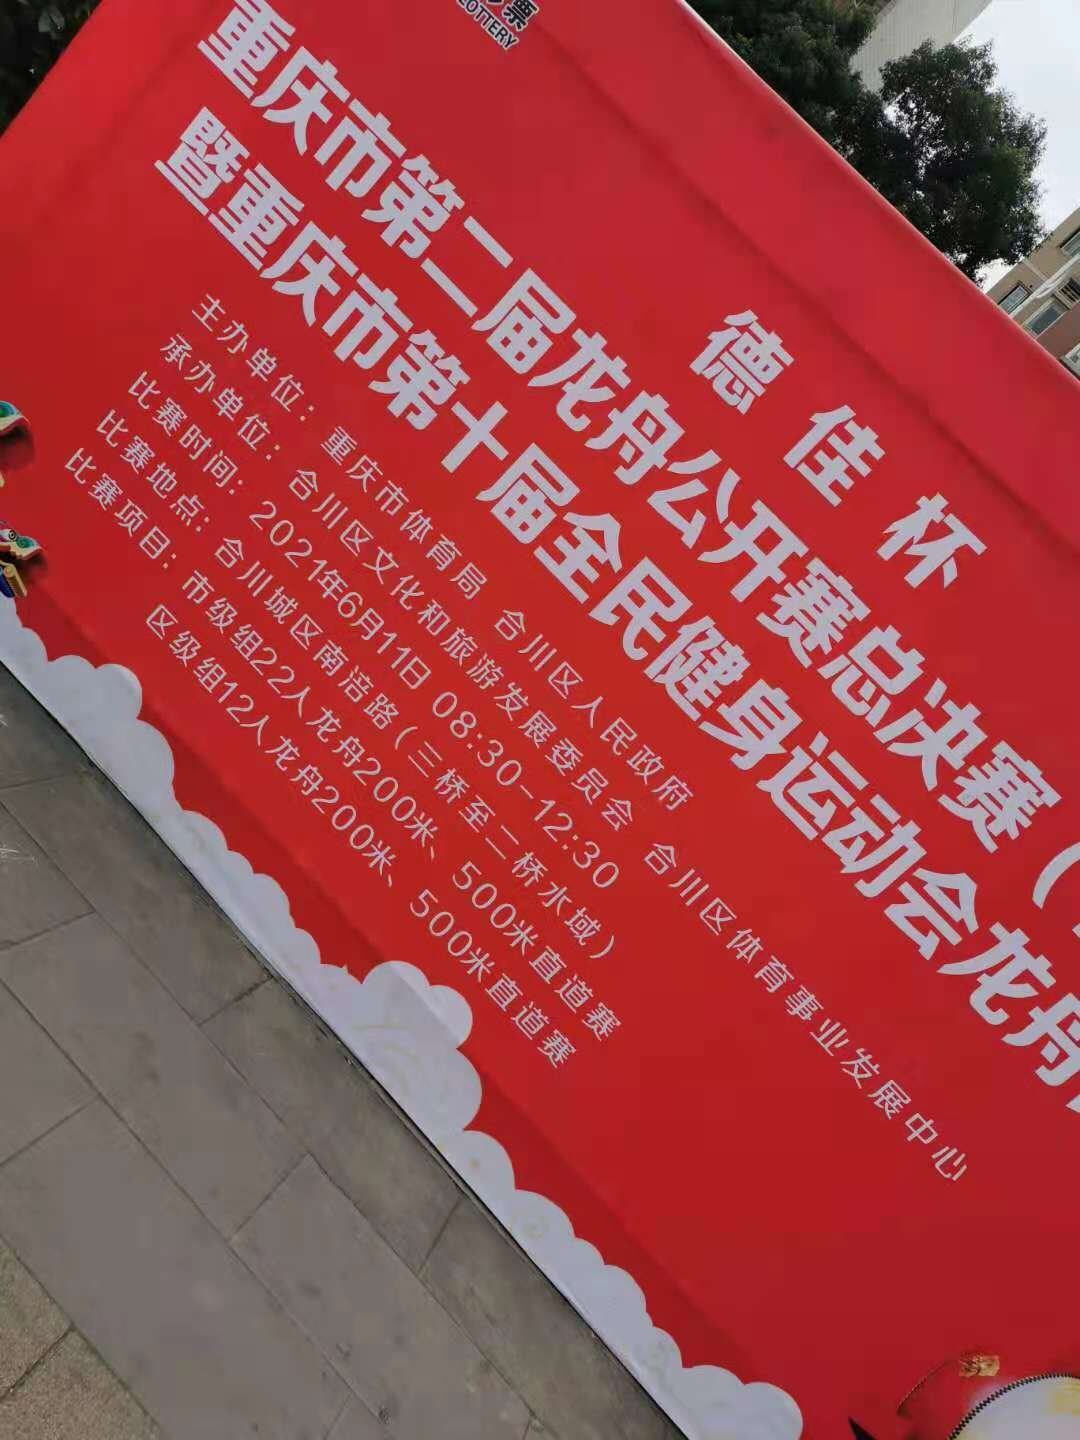 票
LOTTERY
德佳杯
重庆市第二届龙舟公开赛总决赛（
暨重庆市第十届全民健身运动会龙舟
主办单位：重庆市体育局 合川区人民政府
承办单位：合川区文化和旅游发展委员会 合川区体育事业发展中心
比赛时间：2021年6月11日 08:30-12:30
比赛地点：合川城区南涪路(三桥至二桥水域)
比赛项目：市级组22人龙舟200米、500米直道赛
区级组12人龙舟200米、500米直道赛